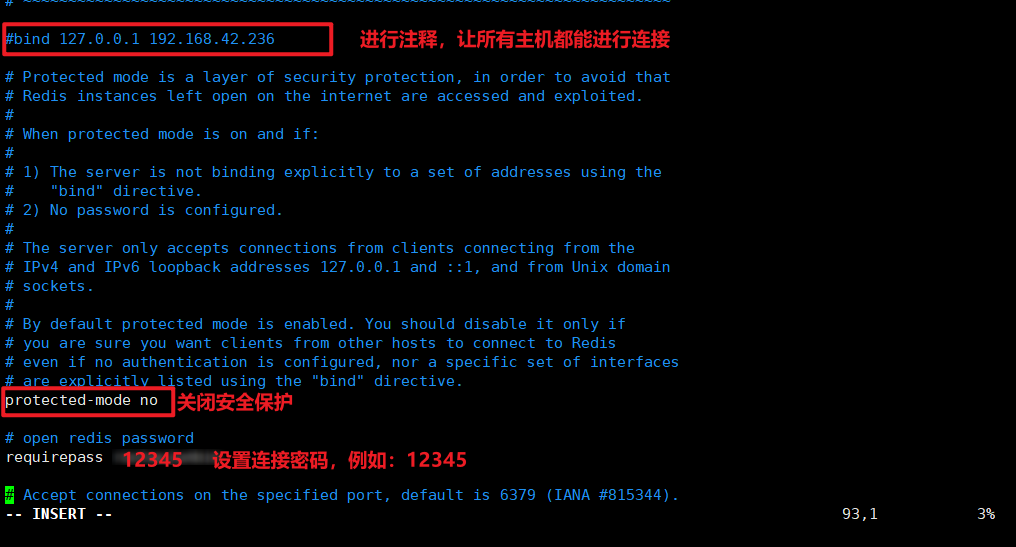 # ~~~~~~~~~~~~~~~~~~~~~~~~~~~~~~~~~~~~~~~~~~~~~~~~~~~~~~~~~~~~~~~~~~~~~~~~
#bind 127.0.0.1 192.168.42.236 进行注释，让所有主机都能进行连接
# Protected mode is a layer of security protection, in order to avoid that
# Redis instances left open on the internet are accessed and exploited.
#
# When protected mode is on and if:
#
# 1) The server is not binding explicitly to a set of addresses using the
#    "bind" directive.
# 2) No password is configured.
#
# The server only accepts connections from clients connecting from the
# IPv4 and IPv6 loopback addresses 127.0.0.1 and ::1, and from Unix domain
# sockets.
#
# By default protected mode is enabled. You should disable it only if
# you are sure you want clients from other hosts to connect to Redis
# even if no authentication is configured, nor a specific set of interfaces
# are explicitly listed using the "bind" directive.
protected-mode no 关闭安全保护
# open redis password
requirepass 12345 设置连接密码，例如：12345
# Accept connections on the specified port, default is 6379 (IANA #815344).
-- INSERT -- 93,1 3%